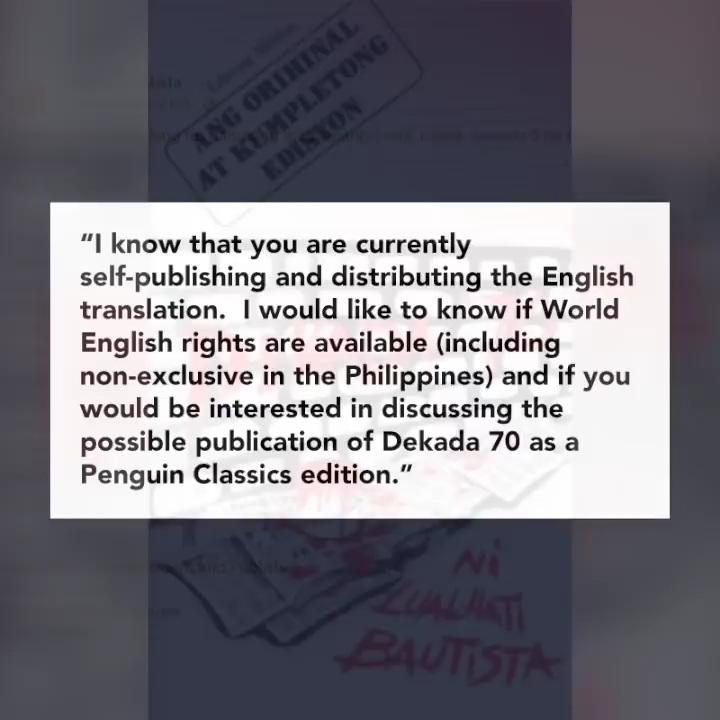 ANG ORIHINAL
AT KUMPLETONG
EDISYON
“I know that you are currently
self-publishing and distributing the English
translation.  I would like to know if World
English rights are available (including
non-exclusive in the Philippines) and if you
would be interested in discussing the
possible publication of Dekada 70 as a
Penguin Classics edition.”
Ni
LUALHATI
BAUTISTA